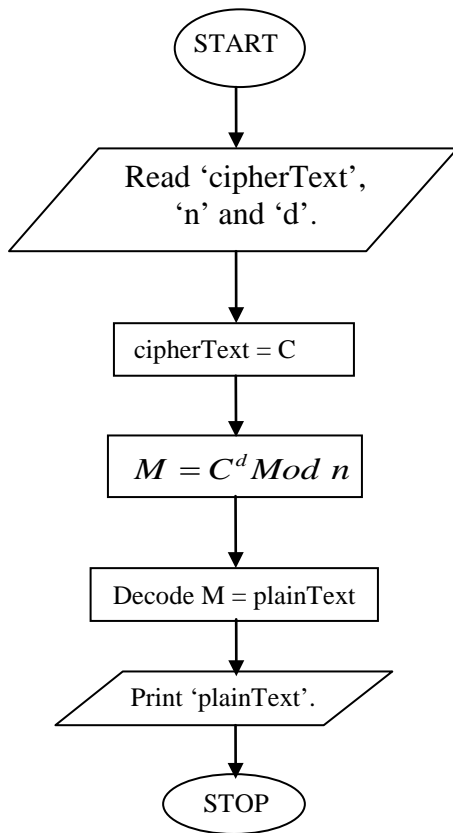 START
Read ‘cipherText’,
‘n’ and ‘d’.
cipherText = C
M = C^d Mod n
Decode M = plainText
Print ‘plainText’.
STOP